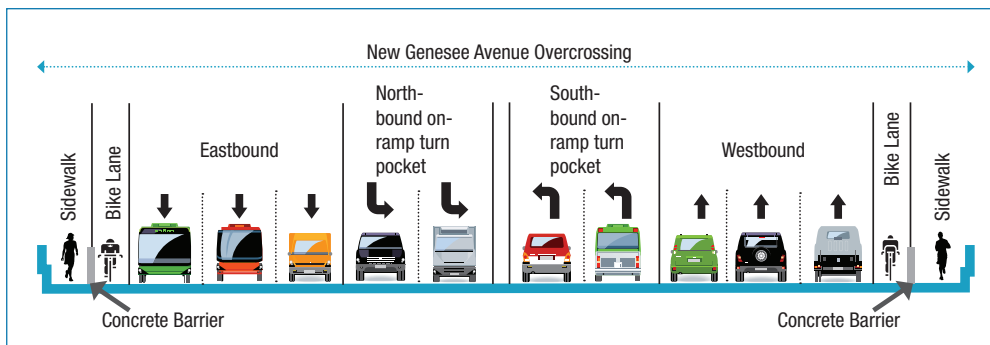 New Genesee Avenue Overcrossing
Sidewalk
Bike Lane
Eastbound
North-
bound on-
ramp turn
pocket
South-
bound on-
ramp turn
pocket
Westbound
Bike Lane
Sidewalk
Concrete Barrier
Concrete Barrier